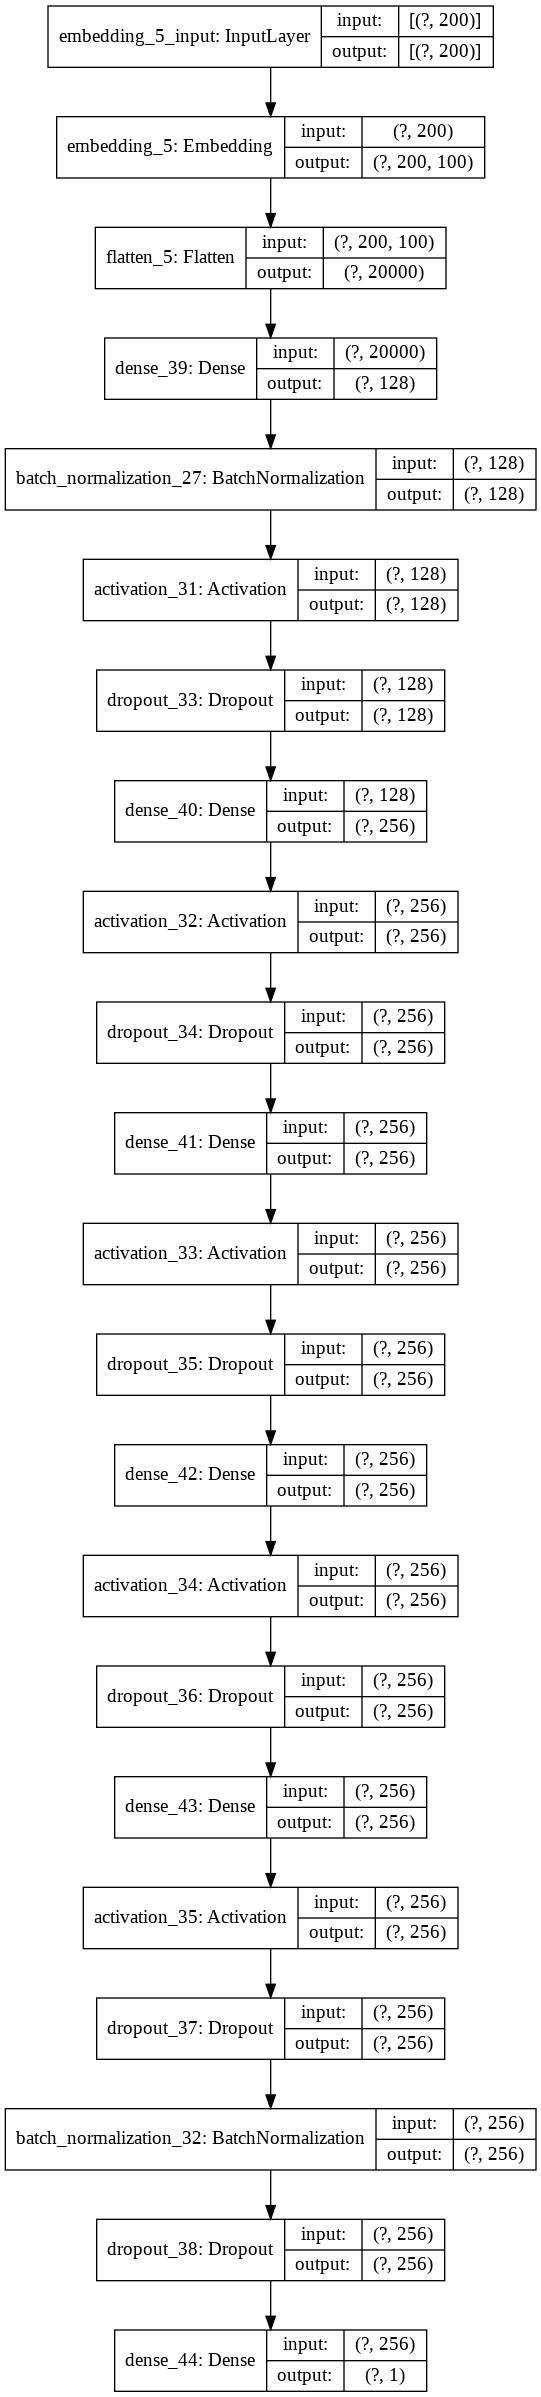 embedding_5_input: InputLayer
input: [(?, 200)]
output: [(?, 200)]
embedding_5: Embedding
input: (?, 200)
output: (?, 200, 100)
flatten_5: Flatten
input: (?, 200, 100)
output: (?, 20000)
dense_39: Dense
input: (?, 20000)
output: (?, 128)
batch_normalization_27: BatchNormalization
input: (?, 128)
output: (?, 128)
activation_31: Activation
input: (?, 128)
output: (?, 128)
dropout_33: Dropout
input: (?, 128)
output: (?, 128)
dense_40: Dense
input: (?, 128)
output: (?, 256)
activation_32: Activation
input: (?, 256)
output: (?, 256)
dropout_34: Dropout
input: (?, 256)
output: (?, 256)
dense_41: Dense
input: (?, 256)
output: (?, 256)
activation_33: Activation
input: (?, 256)
output: (?, 256)
dropout_35: Dropout
input: (?, 256)
output: (?, 256)
dense_42: Dense
input: (?, 256)
output: (?, 256)
activation_34: Activation
input: (?, 256)
output: (?, 256)
dropout_36: Dropout
input: (?, 256)
output: (?, 256)
dense_43: Dense
input: (?, 256)
output: (?, 256)
activation_35: Activation
input: (?, 256)
output: (?, 256)
dropout_37: Dropout
input: (?, 256)
output: (?, 256)
batch_normalization_32: BatchNormalization
input: (?, 256)
output: (?, 256)
dropout_38: Dropout
input: (?, 256)
output: (?, 256)
dense_44: Dense
input: (?, 256)
output: (?, 1)